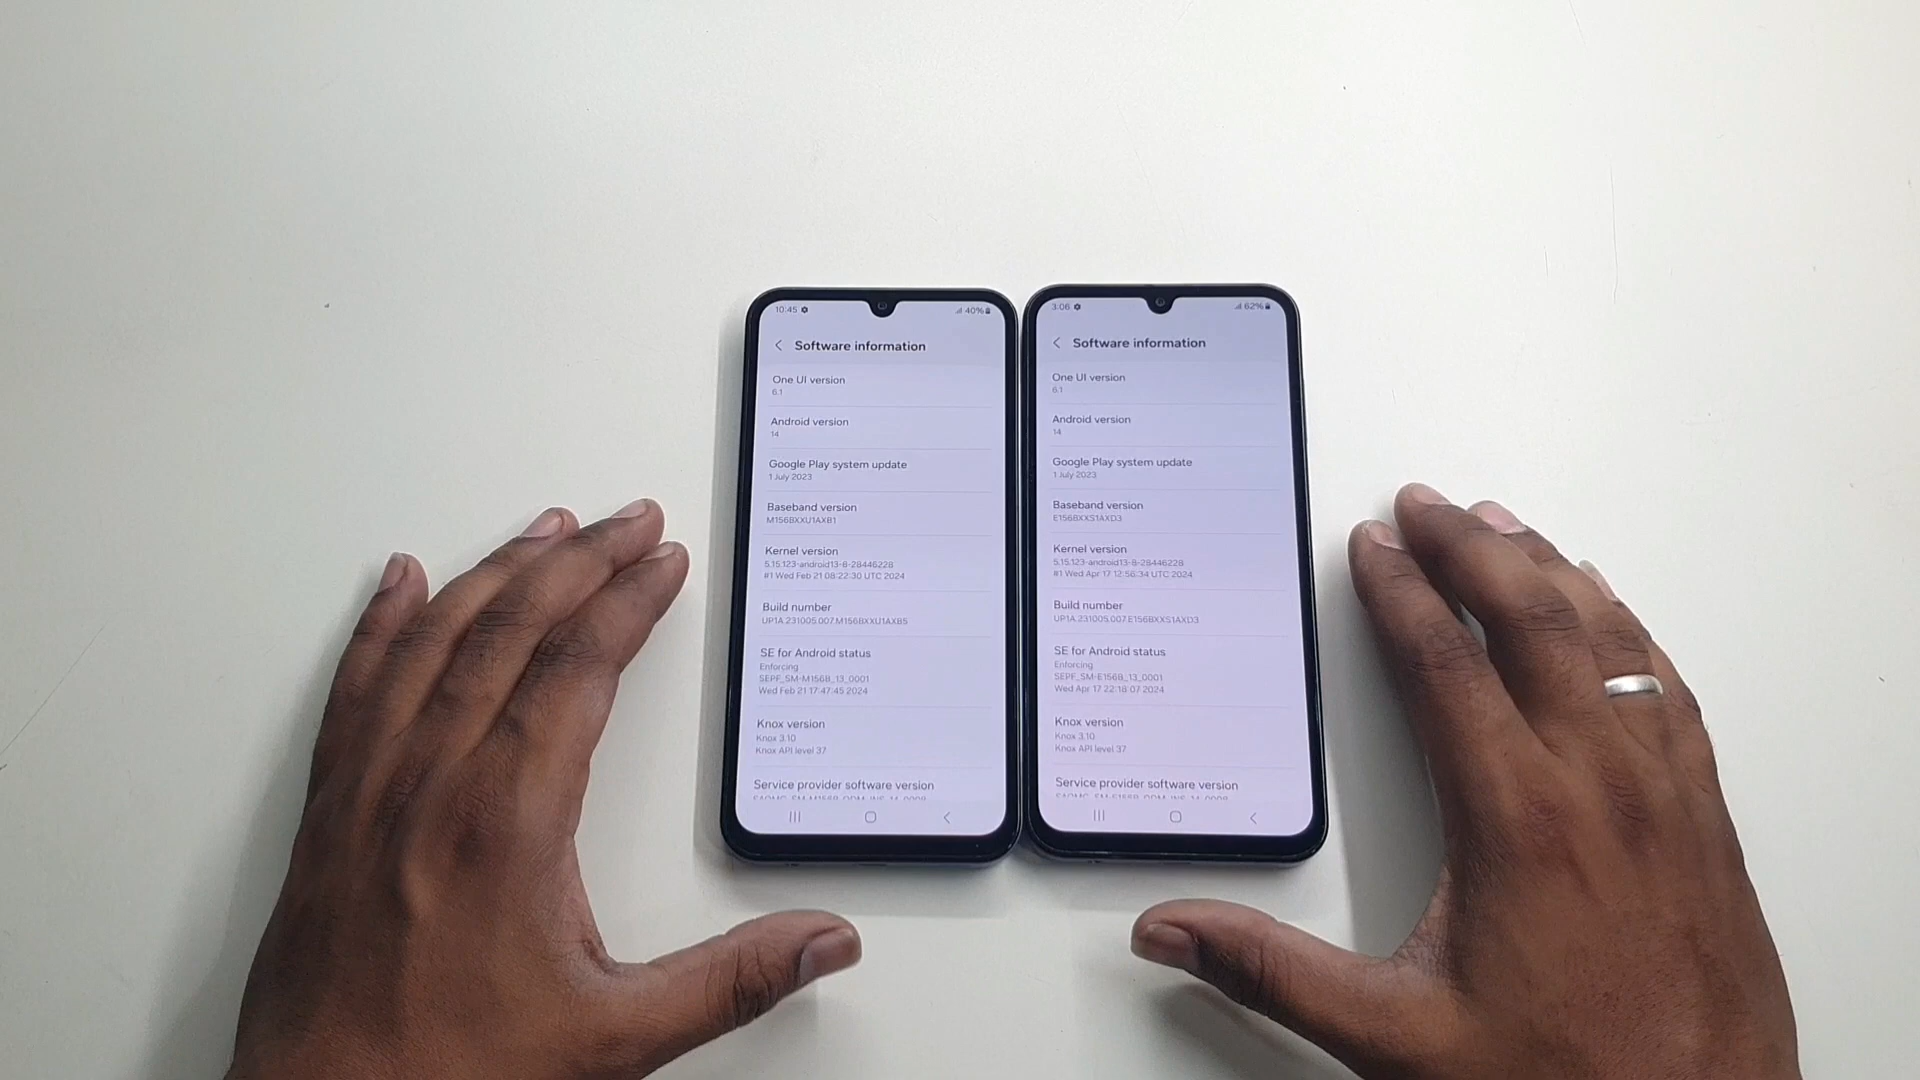 10:45
40%
Software information
One UI version
6.1
Android version
14
Google Play system update
1 July 2023
Baseband version
M156BXXU1AXB1
Kernel version
5.15.123-android13-8-28446228
#1 Wed Feb 21 08:22:30 UTC 2024
Build number
UP1A.231005.007.M156BXXU1AXB5
SE for Android status
Enforcing
SEPF_SM-M156B_13_0001
Wed Feb 21 17:47:45 2024
Knox version
Knox 3.10
Knox API level 37
Service provider software version
3:06
62%
Software information
One UI version
6.1
Android version
14
Google Play system update
1 July 2023
Baseband version
E156BXXS1AXD3
Kernel version
5.15.123-android13-8-28446228
#1 Wed Apr 17 12:56:34 UTC 2024
Build number
UP1A.231005.007.E156BXXS1AXD3
SE for Android status
Enforcing
SEPF_SM-E156B_13_0001
Wed Apr 17 22:18:07 2024
Knox version
Knox 3.10
Knox API level 37
Service provider software version